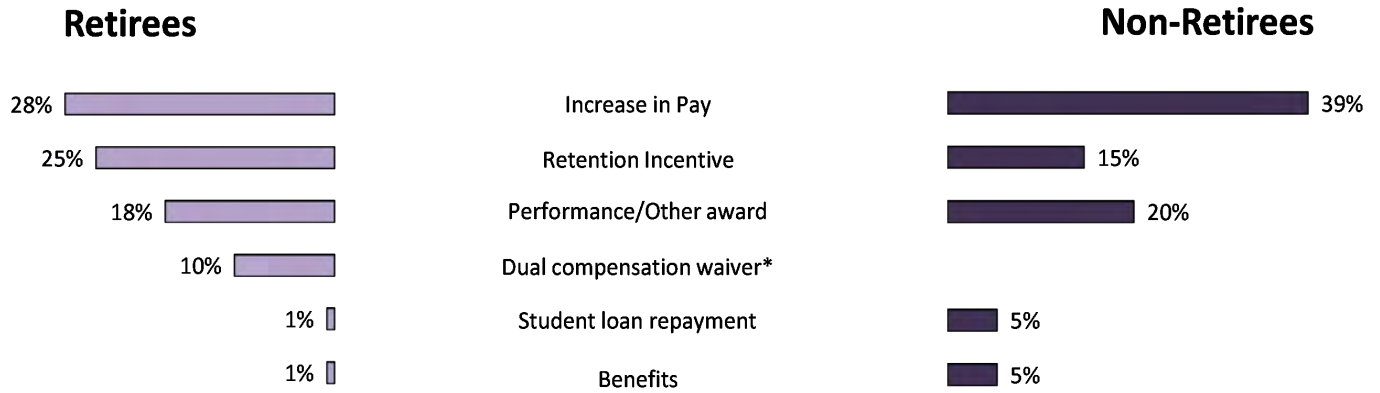 Retirees Non-Retirees
28% Increase in Pay 39%
25% Retention Incentive 15%
18% Performance/Other award 20%
10% Dual compensation waiver*
1% Student loan repayment 5%
1% Benefits 5%